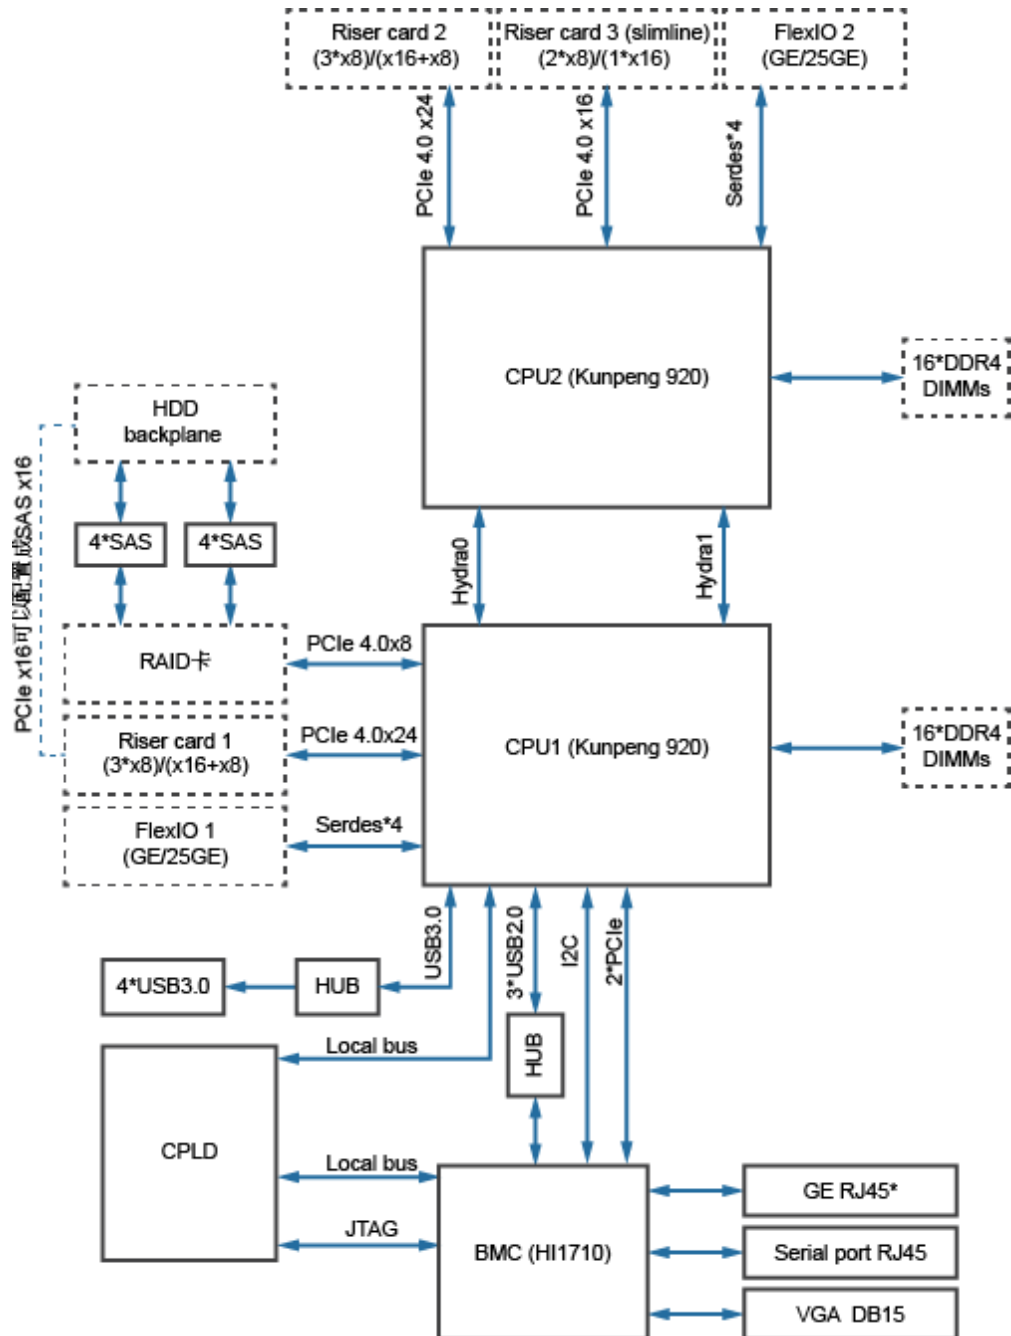 Riser card 2
(3*x8)/(x16+x8)
Riser card 3 (slimline)
(2*x8)/(1*x16)
FlexIO 2
(GE/25GE)
PCIe 4.0 x24
PCIe 4.0 x16
Serdes*4
CPU2 (Kunpeng 920)
16*DDR4
DIMMs
HDD
backplane
4*SAS
4*SAS
PCIe x16可以配置成SAS x16
Hydra0
Hydra1
RAID卡
PCIe 4.0x8
Riser card 1
(3*x8)/(x16+x8)
PCIe 4.0x24
CPU1 (Kunpeng 920)
16*DDR4
DIMMs
FlexIO 1
(GE/25GE)
Serdes*4
USB3.0
3*USB2.0
I2C
2*PCIe
4*USB3.0
HUB
HUB
Local bus
CPLD
Local bus
JTAG
BMC (HI1710)
GE RJ45*
Serial port RJ45
VGA DB15